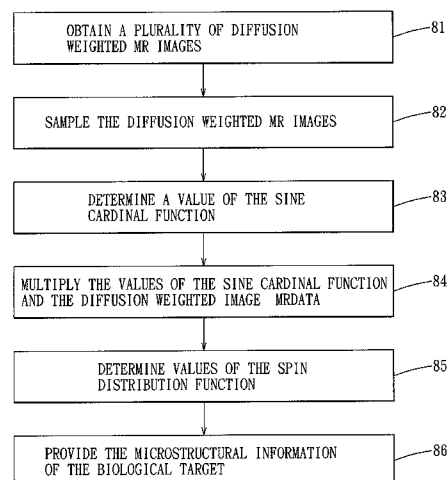 OBTAIN A PLURALITY OF DIFFUSION
WEIGHTED MR IMAGES
81
SAMPLE THE DIFFUSION WEIGHTED MR IMAGES
82
DETERMINE A VALUE OF THE SINE
CARDINAL FUNCTION
83
MULTIPLY THE VALUES OF THE SINE CARDINAL FUNCTION
AND THE DIFFUSION WEIGHTED IMAGE MRDATA
84
DETERMINE VALUES OF THE SPIN
DISTRIBUTION FUNCTION
85
PROVIDE THE MICROSTRUCTURAL INFORMATION
OF THE BIOLOGICAL TARGET
86